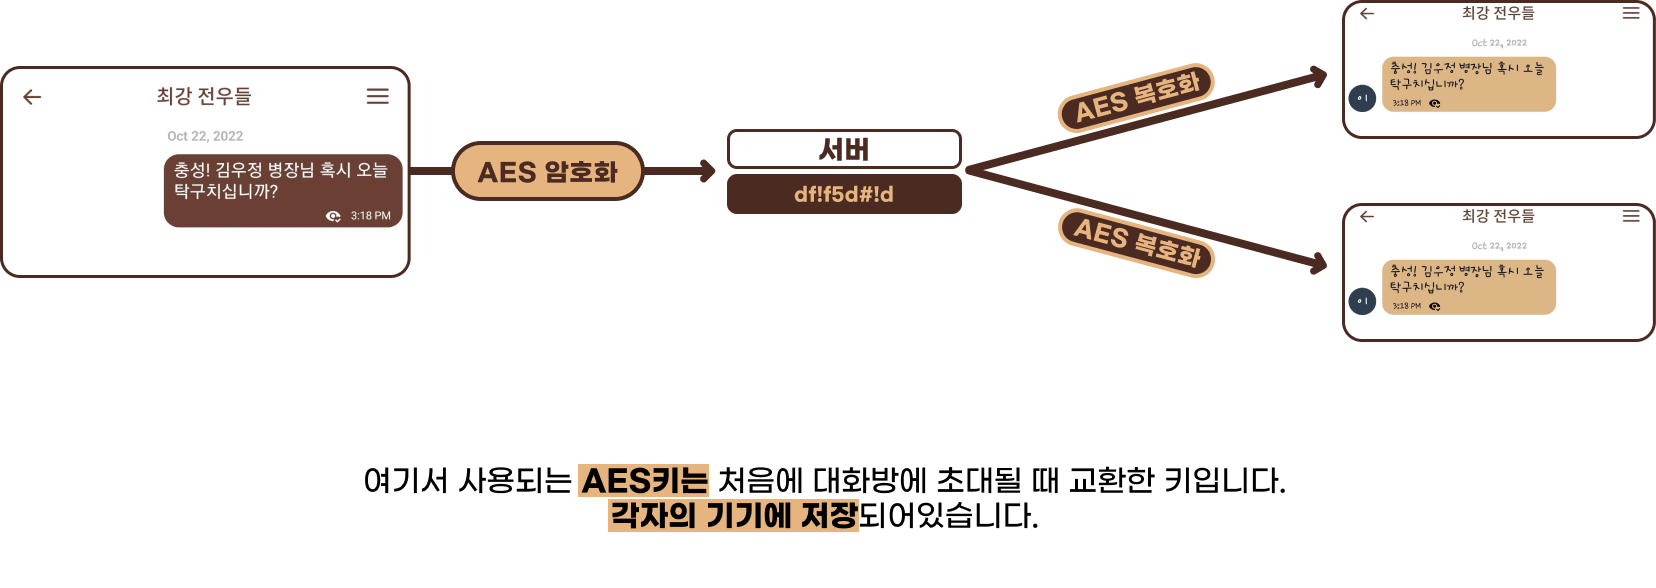 최강 전우들
Oct 22, 2022
충성! 김우정 병장님 혹시 오늘
탁구치십니까?
3:18 PM
AES 암호화
서버
df!f5d#!d
AES 복호화
AES 복호화
최강 전우들
Oct 22, 2022
충성! 김우정 병장님 혹시 오늘
탁구치십니까?
이
3:18 PM
최강 전우들
Oct 22, 2022
충성! 김우정 병장님 혹시 오늘
탁구치십니까?
이
3:18 PM
여기서 사용되는 AES키는 처음에 대화방에 초대될 때 교환한 키입니다.
각자의 기기에 저장되어있습니다.